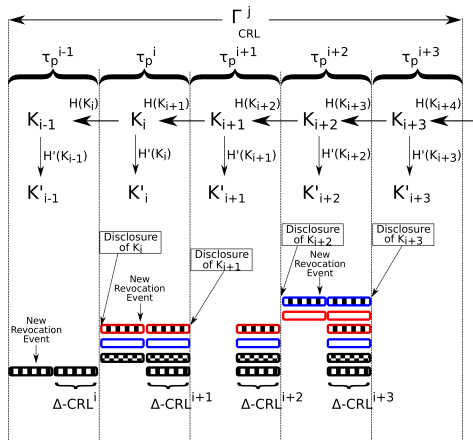 Γ^j_CRL
τ_p^i-1 τ_p^i τ_p^i+1 τ_p^i+2 τ_p^i+3
H(K_i) H(K_i+1) H(K_i+2) H(K_i+3) H(K_i+4)
K_i-1 K_i K_i+1 K_i+2 K_i+3
H'(K_i-1) H'(K_i) H'(K_i+1) H'(K_i+2) H'(K_i+3)
K'_i-1 K'_i K'_i+1 K'_i+2 K'_i+3
Disclosure
of K_i
Disclosure
of K_i+1
Disclosure
of K_i+2
Disclosure
of K_i+3
New
Revocation
Event
New
Revocation
Event
New
Revocation
Event
Δ-CRL^i Δ-CRL^i+1 Δ-CRL^i+2 Δ-CRL^i+3